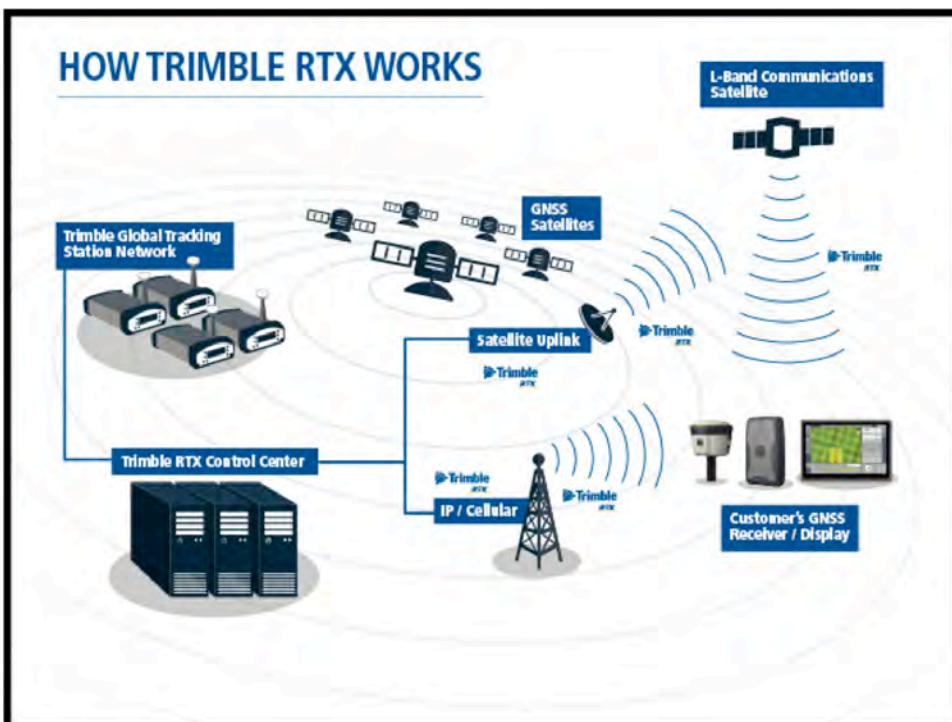 HOW TRIMBLE RTX WORKS
L-Band Communications
Satellite
GNSS
Satellites
Trimble Global Tracking
Station Network
Trimble
RTX
Satellite Uplink
Trimble
RTX
Trimble
RTX
Trimble RTX Control Center
Trimble
RTX
IP / Cellular
Trimble
RTX
Customer's GNSS
Receiver / Display